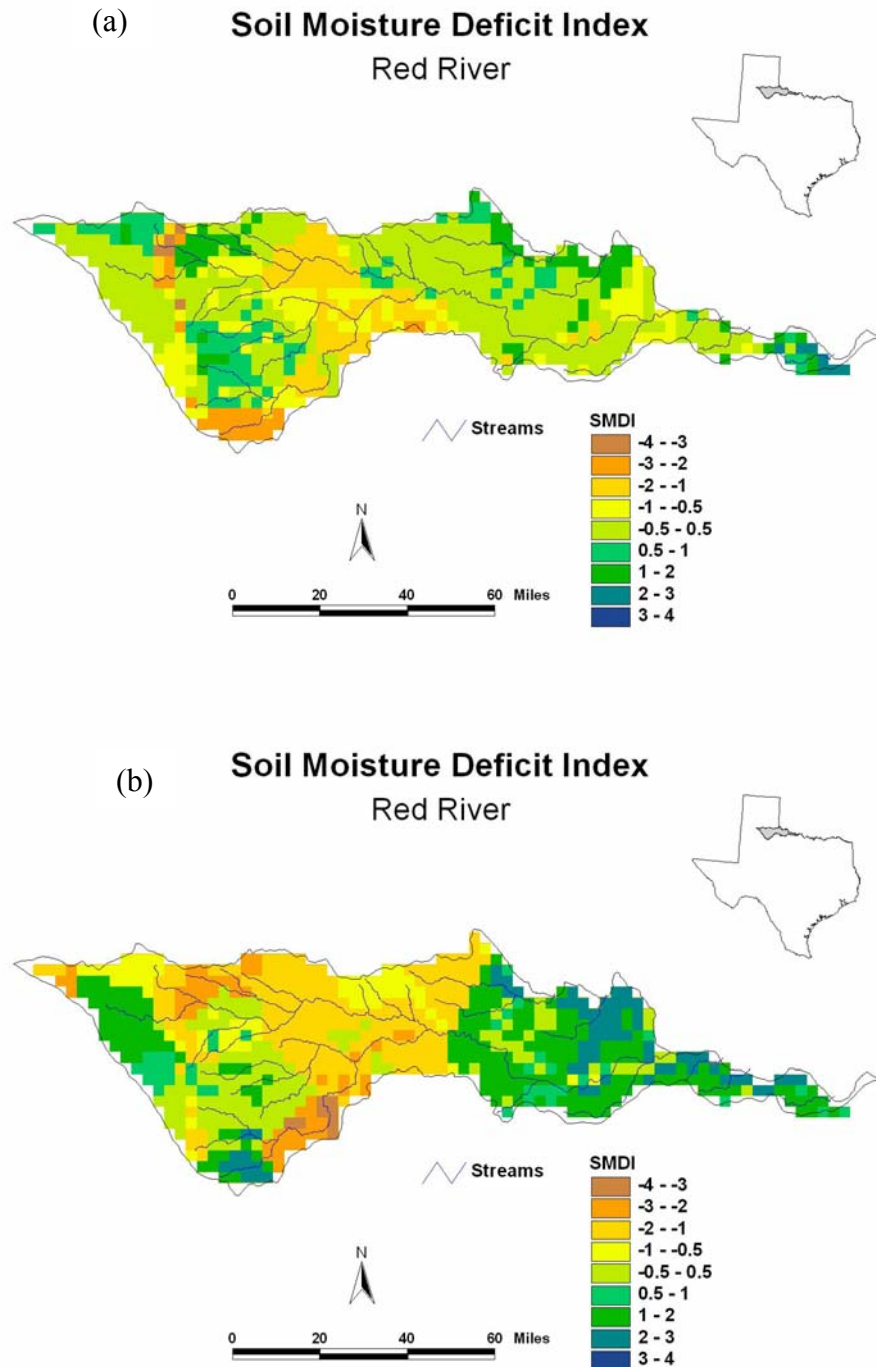 (a)
Soil Moisture Deficit Index
Red River
Streams
SMDI
-4 - -3
-3 - -2
-2 - -1
-1 - -0.5
-0.5 - 0.5
0.5 - 1
1 - 2
2 - 3
3 - 4
N
0 20 40 60 Miles
(b)
Soil Moisture Deficit Index
Red River
Streams
SMDI
-4 - -3
-3 - -2
-2 - -1
-1 - -0.5
-0.5 - 0.5
0.5 - 1
1 - 2
2 - 3
3 - 4
N
0 20 40 60 Miles